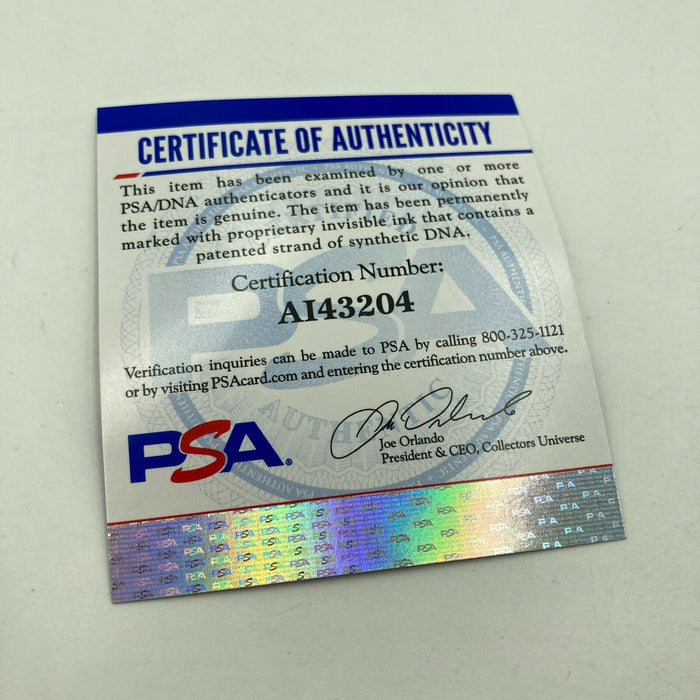 CERTIFICATE OF AUTHENTICITY
This item has been examined by one or more
PSA/DNA authenticators and it is our opinion that
the item is genuine. The item has been permanently
marked with proprietary invisible ink that contains a
patented strand of synthetic DNA.
Certification Number:
AI43204
Verification inquiries can be made to PSA by calling 800-325-1121
or by visiting PSAcard.com and entering the certification number above.
PSA®
Joe Orlando
President & CEO, Collectors Universe